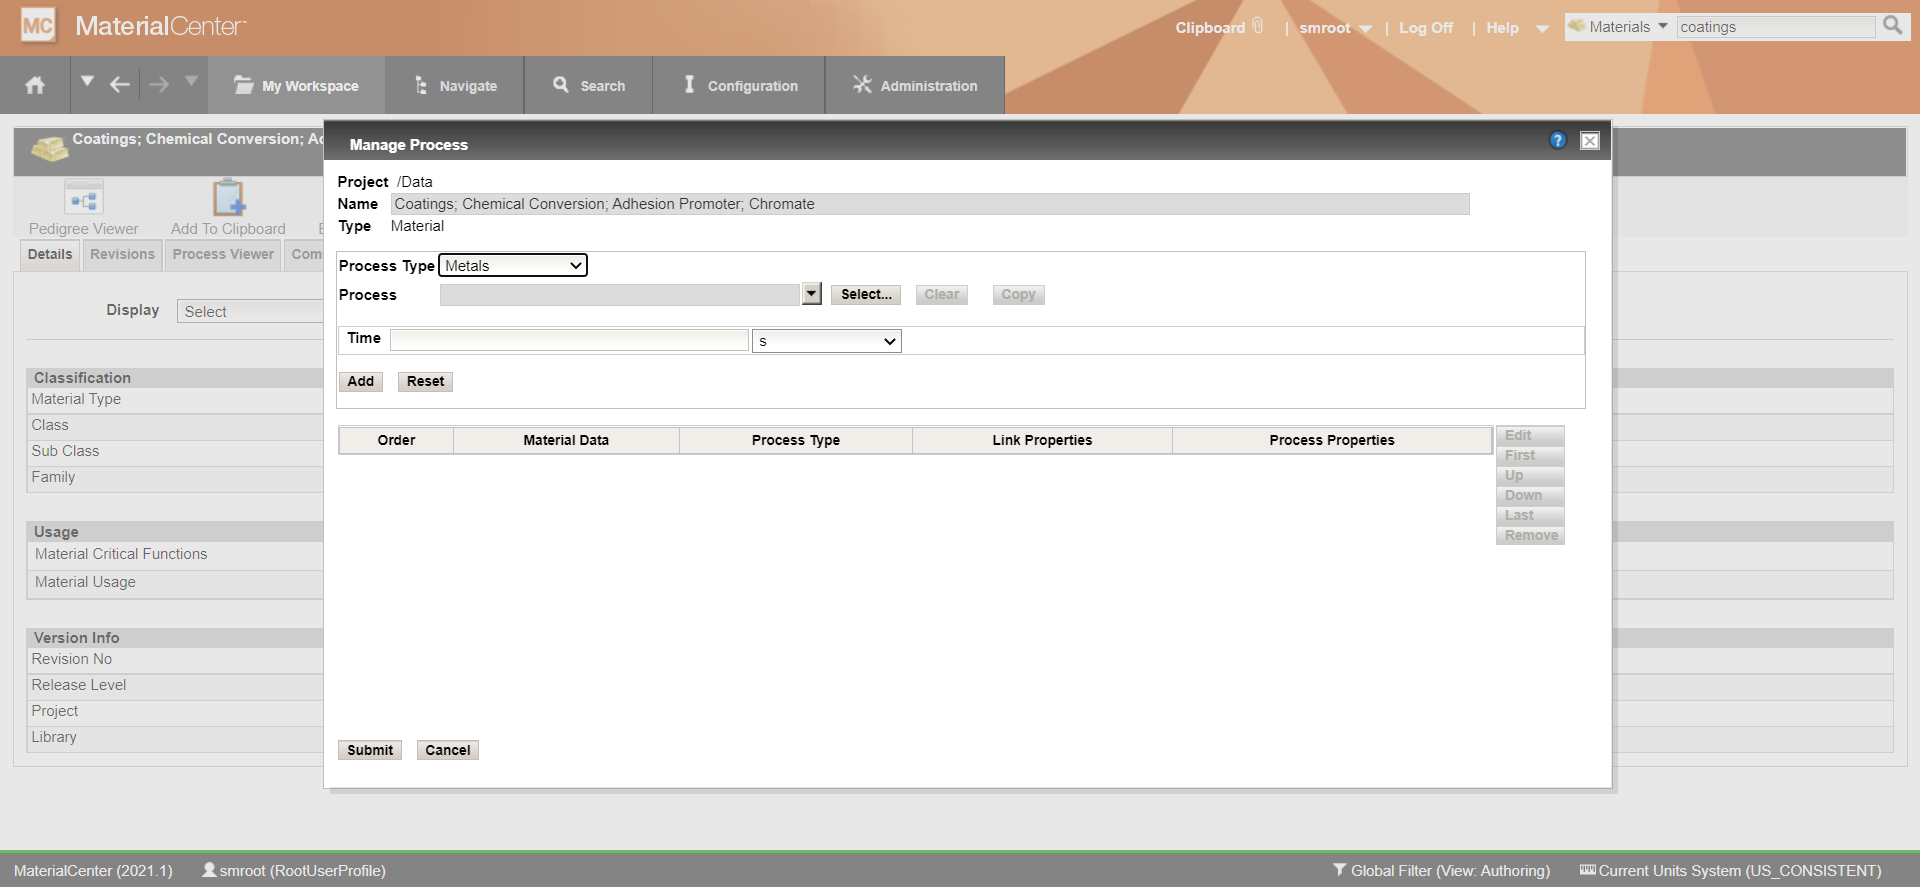 MC MaterialCenter
Clipboard | smroot | Log Off | Help Materials coatings
My Workspace Navigate Search Configuration Administration
Coatings; Chemical Conversion; Ad
Pedigree Viewer Add To Clipboard
Details Revisions Process Viewer Com
Display Select
Classification
Material Type
Class
Sub Class
Family
Usage
Material Critical Functions
Material Usage
Version Info
Revision No
Release Level
Project
Library
Manage Process ?
Project /Data
Name Coatings; Chemical Conversion; Adhesion Promoter; Chromate
Type Material
Process Type Metals
Process Select... Clear Copy
Time s
Add Reset
Order Material Data Process Type Link Properties Process Properties
Edit
First
Up
Down
Last
Remove
Submit Cancel
MaterialCenter (2021.1) smroot (RootUserProfile) Global Filter (View: Authoring) Current Units System (US_CONSISTENT)